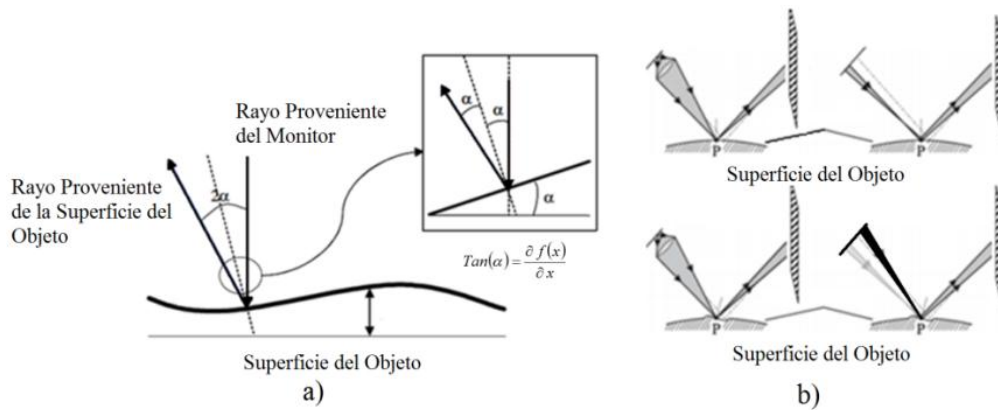 Rayo Proveniente
del Monitor
Rayo Proveniente
de la Superficie del
Objeto
2α
α
α
α
Tan(α) = ∂ f(x) / ∂ x
Superficie del Objeto
a)
P
P
Superficie del Objeto
P
P
Superficie del Objeto
b)